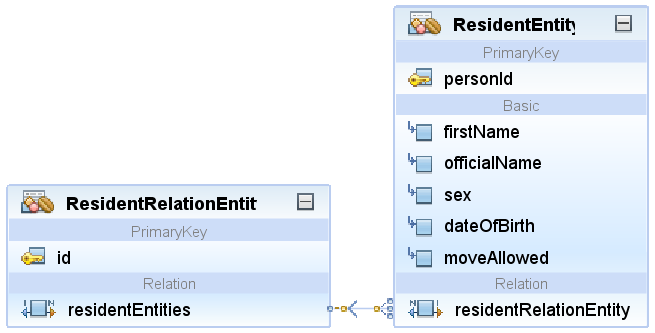 ResidentEntity
PrimaryKey
personId
Basic
firstName
officialName
sex
dateOfBirth
moveAllowed
Relation
residentRelationEntity
ResidentRelationEntit
PrimaryKey
id
Relation
residentEntities